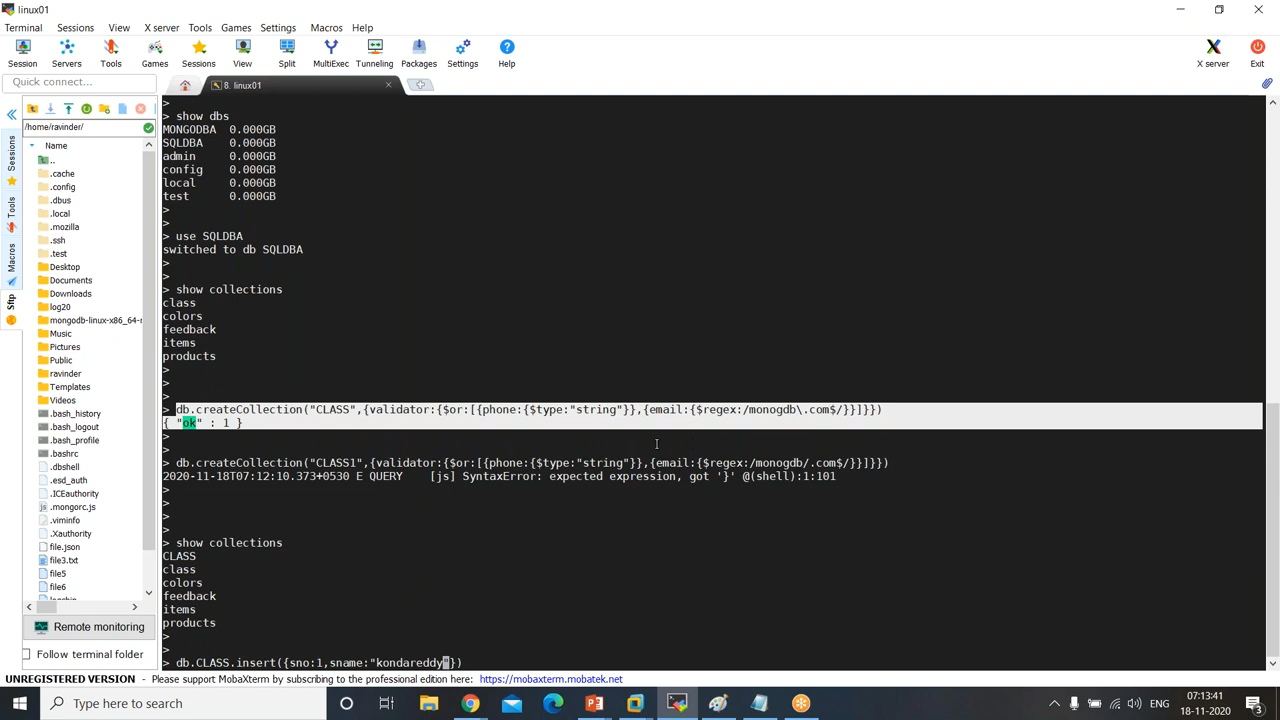 linux01
Terminal Sessions View X server Tools Games Settings Macros Help
Session Servers Tools Games Sessions View Split MultiExec Tunneling Packages Settings Help X server Exit
Quick connect...
8. linux01
/home/ravinder/
Name
..
.cache
.config
.dbus
.local
.mozilla
.ssh
.test
Desktop
Documents
Downloads
log20
mongodb-linux-x86_64-r
Music
Pictures
Public
ravinder
Templates
Videos
.bash_history
.bash_logout
.bash_profile
.bashrc
.dbshell
.esd_auth
.ICEauthority
.mongorc.js
.viminfo
.Xauthority
file.json
file3.txt
file5
file6
Sessions
Tools
Macros
Sftp
Remote monitoring
Follow terminal folder
>
> show dbs
MONGODBA 0.000GB
SQLDBA 0.000GB
admin 0.000GB
config 0.000GB
local 0.000GB
test 0.000GB
>
>
> use SQLDBA
switched to db SQLDBA
>
>
> show collections
class
colors
feedback
items
products
>
>
> db.createCollection("CLASS",{validator:{$or:[{phone:{$type:"string"}},{email:{$regex:/monogdb\.com$/}}]}})
{ "ok" : 1 }
>
>
> db.createCollection("CLASS1",{validator:{$or:[{phone:{$type:"string"}},{email:{$regex:/monogdb/.com$/}}]}})
2020-11-18T07:12:10.373+0530 E QUERY [js] SyntaxError: expected expression, got '}' @(shell):1:101
>
>
>
>
> show collections
CLASS
class
colors
feedback
items
products
>
>
> db.CLASS.insert({sno:1,sname:"kondareddy"})
UNREGISTERED VERSION - Please support MobaXterm by subscribing to the professional edition here: https://mobaxterm.mobatek.net
Type here to search
ENG
07:13:41
18-11-2020
3